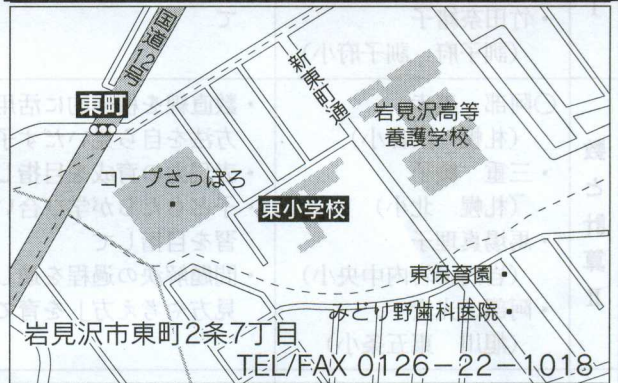 国道12号
東町
新東町通
岩見沢高等
養護学校
コープさっぽろ
東小学校
東保育園
みどり野歯科医院
岩見沢市東町2条7丁目
TEL/FAX 0126-22-1018